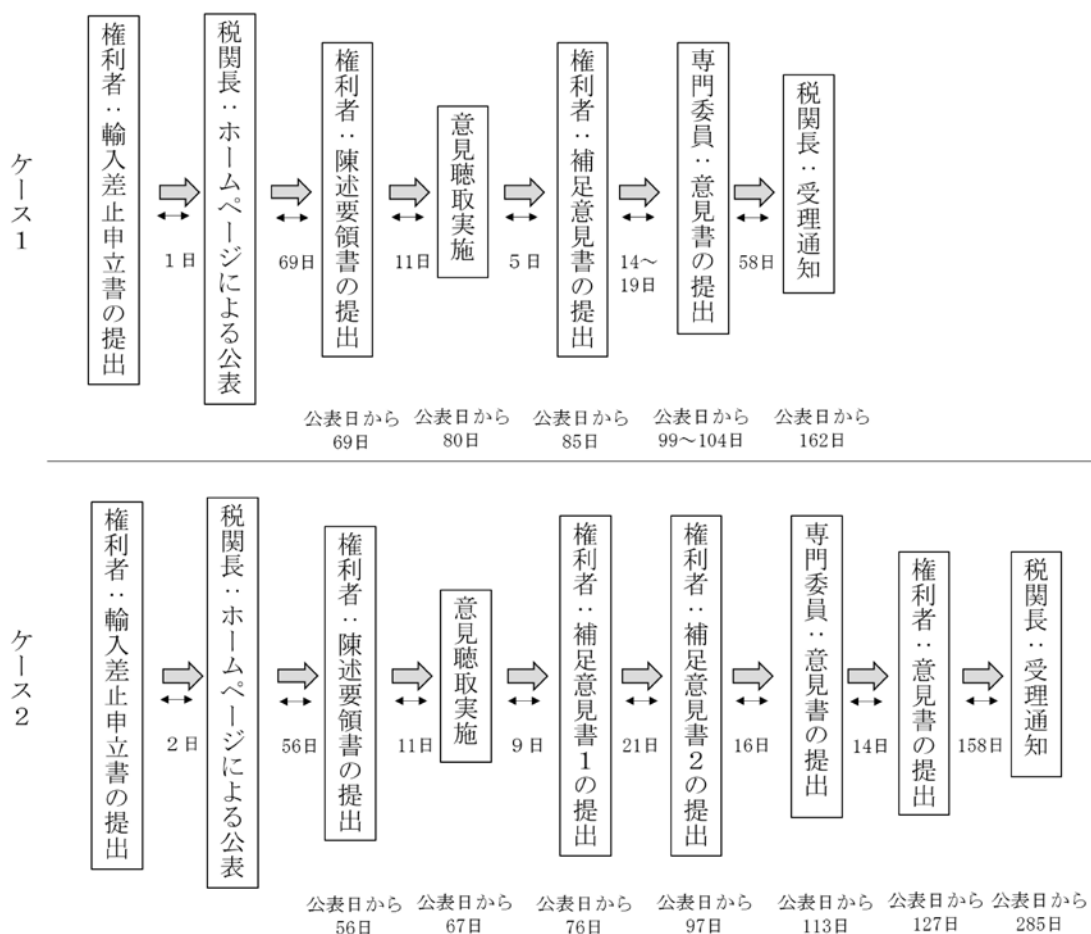 ケース1
権利者：輸入差止申立書の提出
1日
税関長：ホームページによる公表
69日
権利者：陳述要領書の提出
11日
意見聴取実施
5日
権利者：補足意見書の提出
14～
19日
専門委員：意見書の提出
58日
税関長：受理通知
公表日から
69日
公表日から
80日
公表日から
85日
公表日から
99～104日
公表日から
162日
ケース2
権利者：輸入差止申立書の提出
2日
税関長：ホームページによる公表
56日
権利者：陳述要領書の提出
11日
意見聴取実施
9日
権利者：補足意見書1の提出
21日
権利者：補足意見書2の提出
16日
専門委員：意見書の提出
14日
権利者：意見書の提出
158日
税関長：受理通知
公表日から
56日
公表日から
67日
公表日から
76日
公表日から
97日
公表日から
113日
公表日から
127日
公表日から
285日